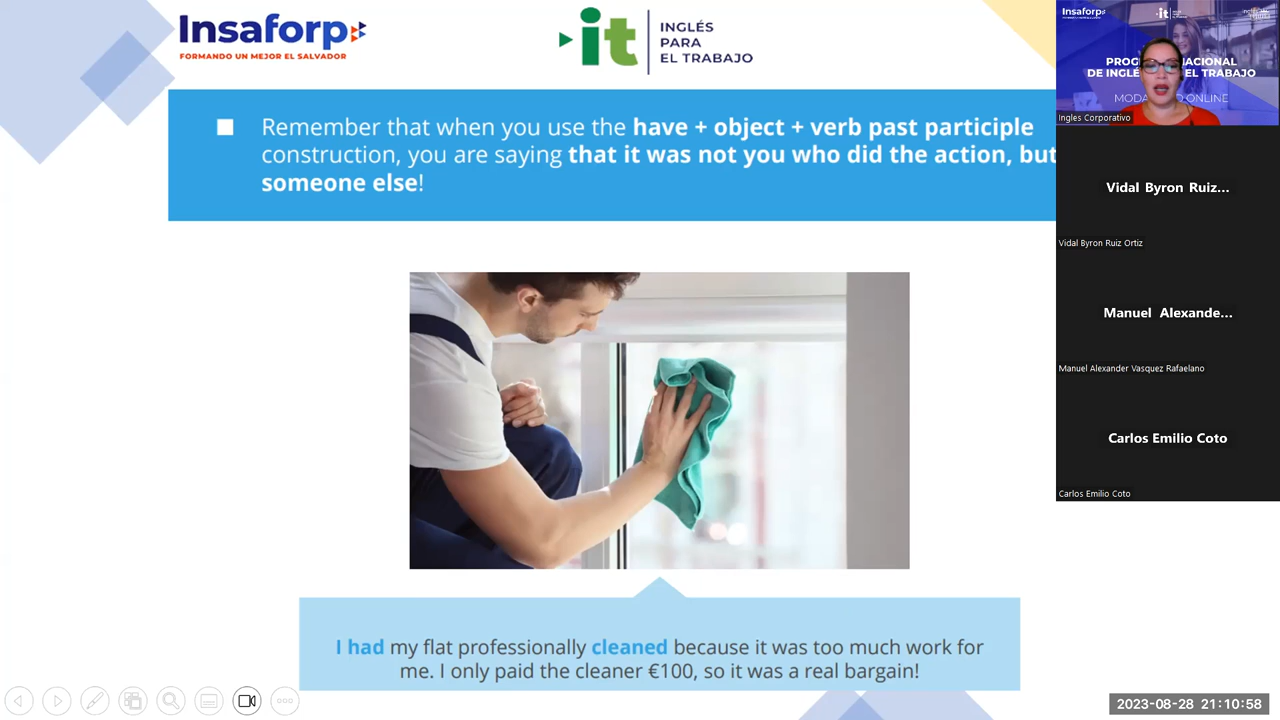 Insaforp
FORMANDO UN MEJOR EL SALVADOR
it
INGLÉS
PARA
EL TRABAJO
Remember that when you use the have + object + verb past participle
construction, you are saying that it was not you who did the action, but
someone else!
I had my flat professionally cleaned because it was too much work for
me. I only paid the cleaner €100, so it was a real bargain!
Insaforp
it
MODA
O ONLINE
Ingles Corporativo
Vidal Byron Ruiz...
Vidal Byron Ruiz Ortiz
Manuel Alexande...
Manuel Alexander Vasquez Rafaelano
Carlos Emilio Coto
Carlos Emilio Coto
2023-08-28 21:10:58